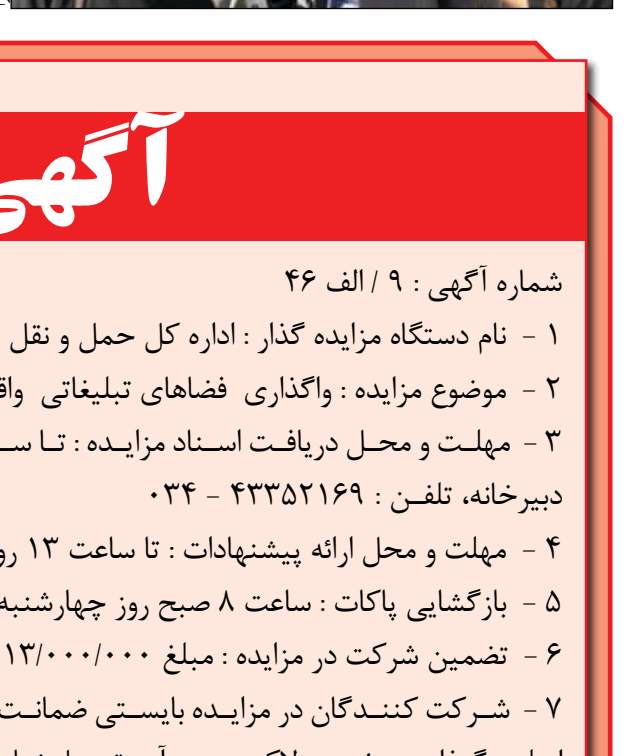 آگهی
شماره آگهی : ۹ / الف ۴۶
۱ - نام دستگاه مزایده گذار : اداره کل حمل و نقل
۲ - موضوع مزایده : واگذاری فضاهای تبلیغاتی
۳ - مهلت و محل دریافت اسناد مزایده : تا
دبیرخانه، تلفن : ۴۳۳۵۲۱۶۹ - ۰۳۴
۴ - مهلت و محل ارائه پیشنهادات : تا ساعت ۱۳
۵ - بازگشایی پاکات : ساعت ۸ صبح روز چهارشنبه
۶ - تضمین شرکت در مزایده : مبلغ ۱۳/۰۰۰/۰۰۰
۷ - شرکت کنندگان در مزایده بایستی ضمانت